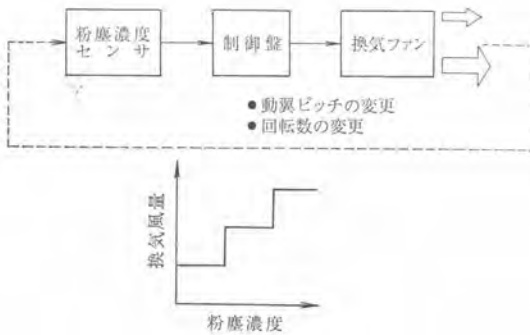 粉塵濃度
センサ
制御盤
換気ファン
●動翼ピッチの変更
●回転数の変更
換気風量
粉塵濃度